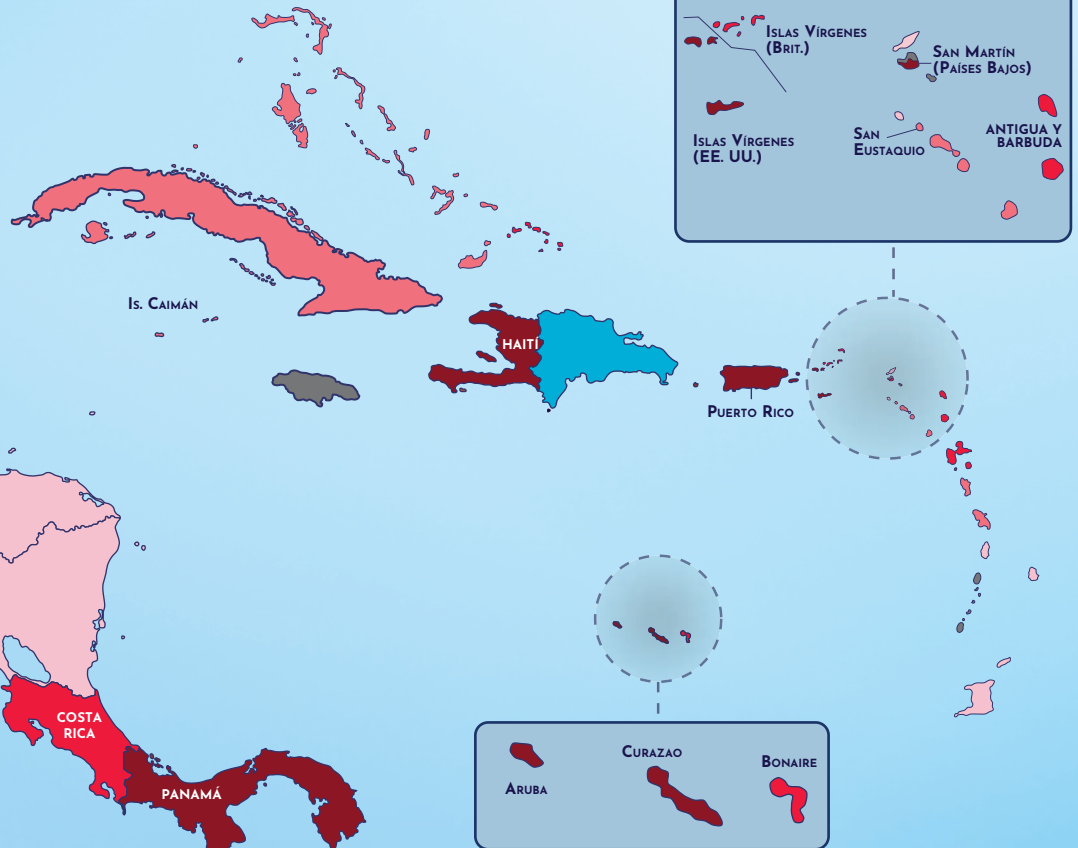 Islas Vírgenes
(Brit.)
San Martín
(Países Bajos)
Islas Vírgenes
(EE. UU.)
San
Eustaquio
ANTIGUA Y
BARBUDA
Is. Caimán
HAITÍ
Puerto Rico
COSTA
RICA
PANAMÁ
Aruba
Curazao
Bonaire